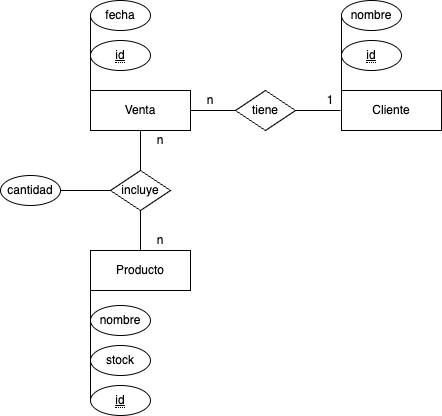 fecha
nombre
id
id
Venta
n
tiene
1
Cliente
n
cantidad
incluye
n
Producto
nombre
stock
id